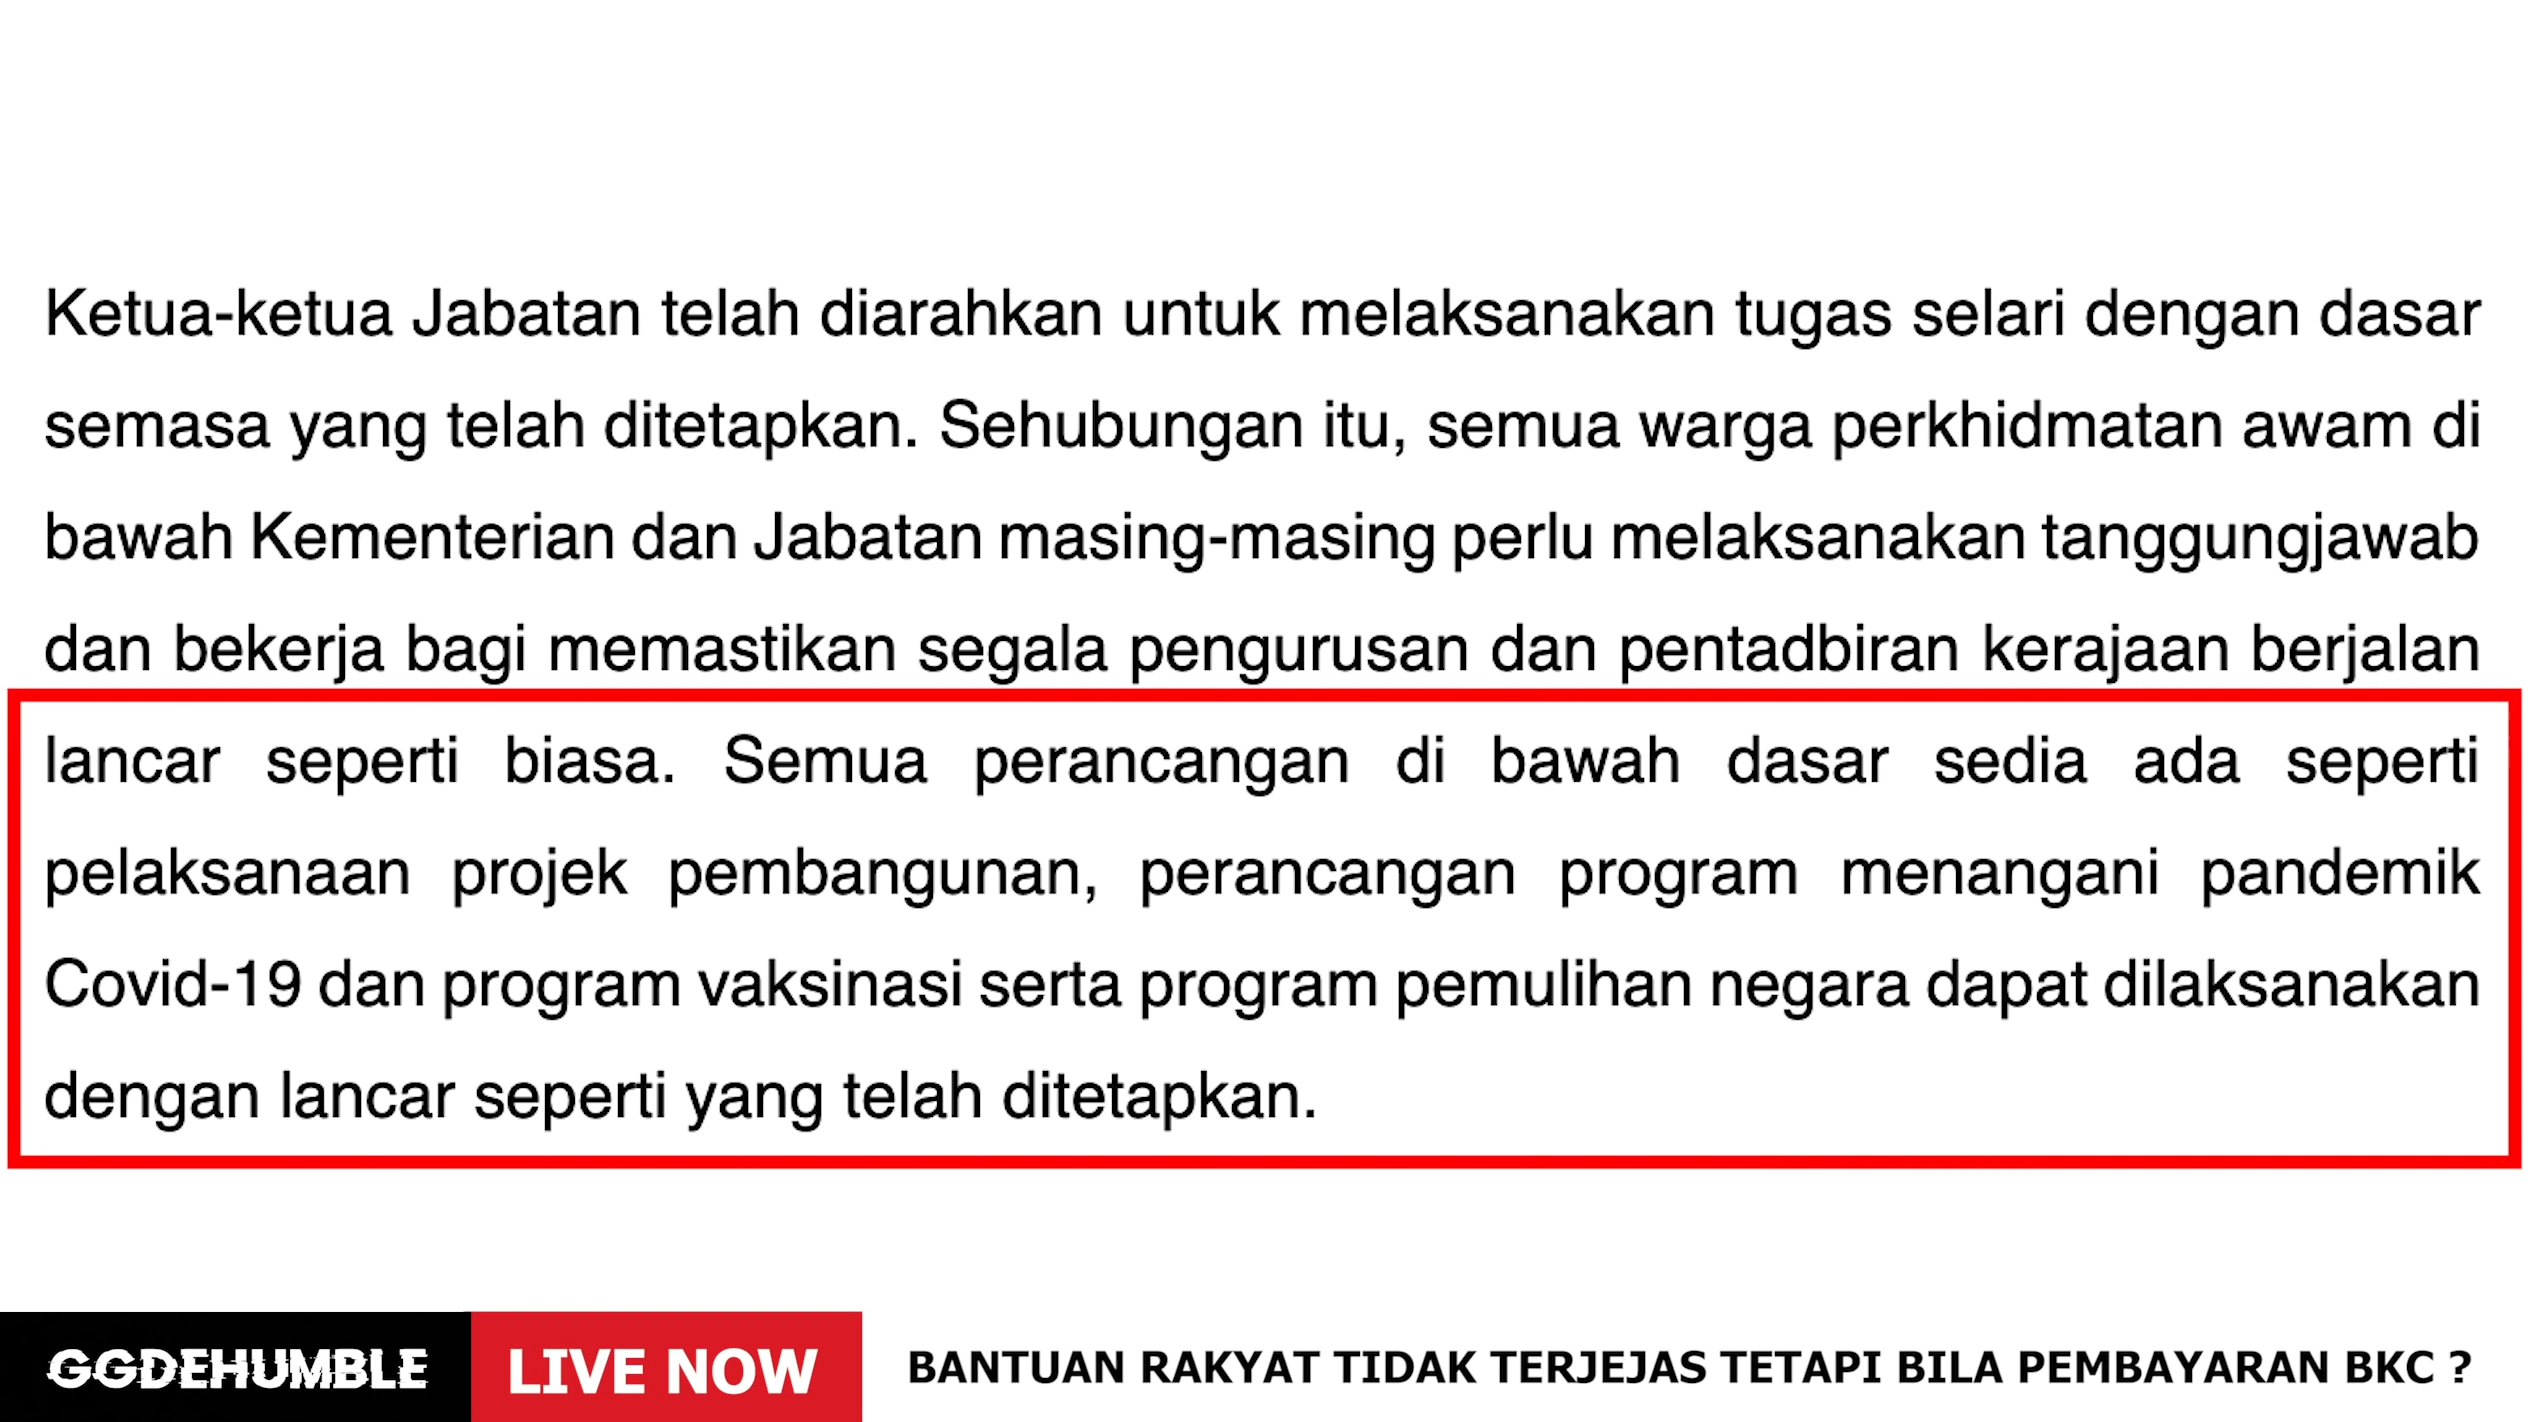 Ketua-ketua Jabatan telah diarahkan untuk melaksanakan tugas selari dengan dasar
semasa yang telah ditetapkan. Sehubungan itu, semua warga perkhidmatan awam di
bawah Kementerian dan Jabatan masing-masing perlu melaksanakan tanggungjawab
dan bekerja bagi memastikan segala pengurusan dan pentadbiran kerajaan berjalan
lancar seperti biasa. Semua perancangan di bawah dasar sedia ada seperti
pelaksanaan projek pembangunan, perancangan program menangani pandemik
Covid-19 dan program vaksinasi serta program pemulihan negara dapat dilaksanakan
dengan lancar seperti yang telah ditetapkan.
GGDEHUMBLE LIVE NOW BANTUAN RAKYAT TIDAK TERJEJAS TETAPI BILA PEMBAYARAN BKC ?